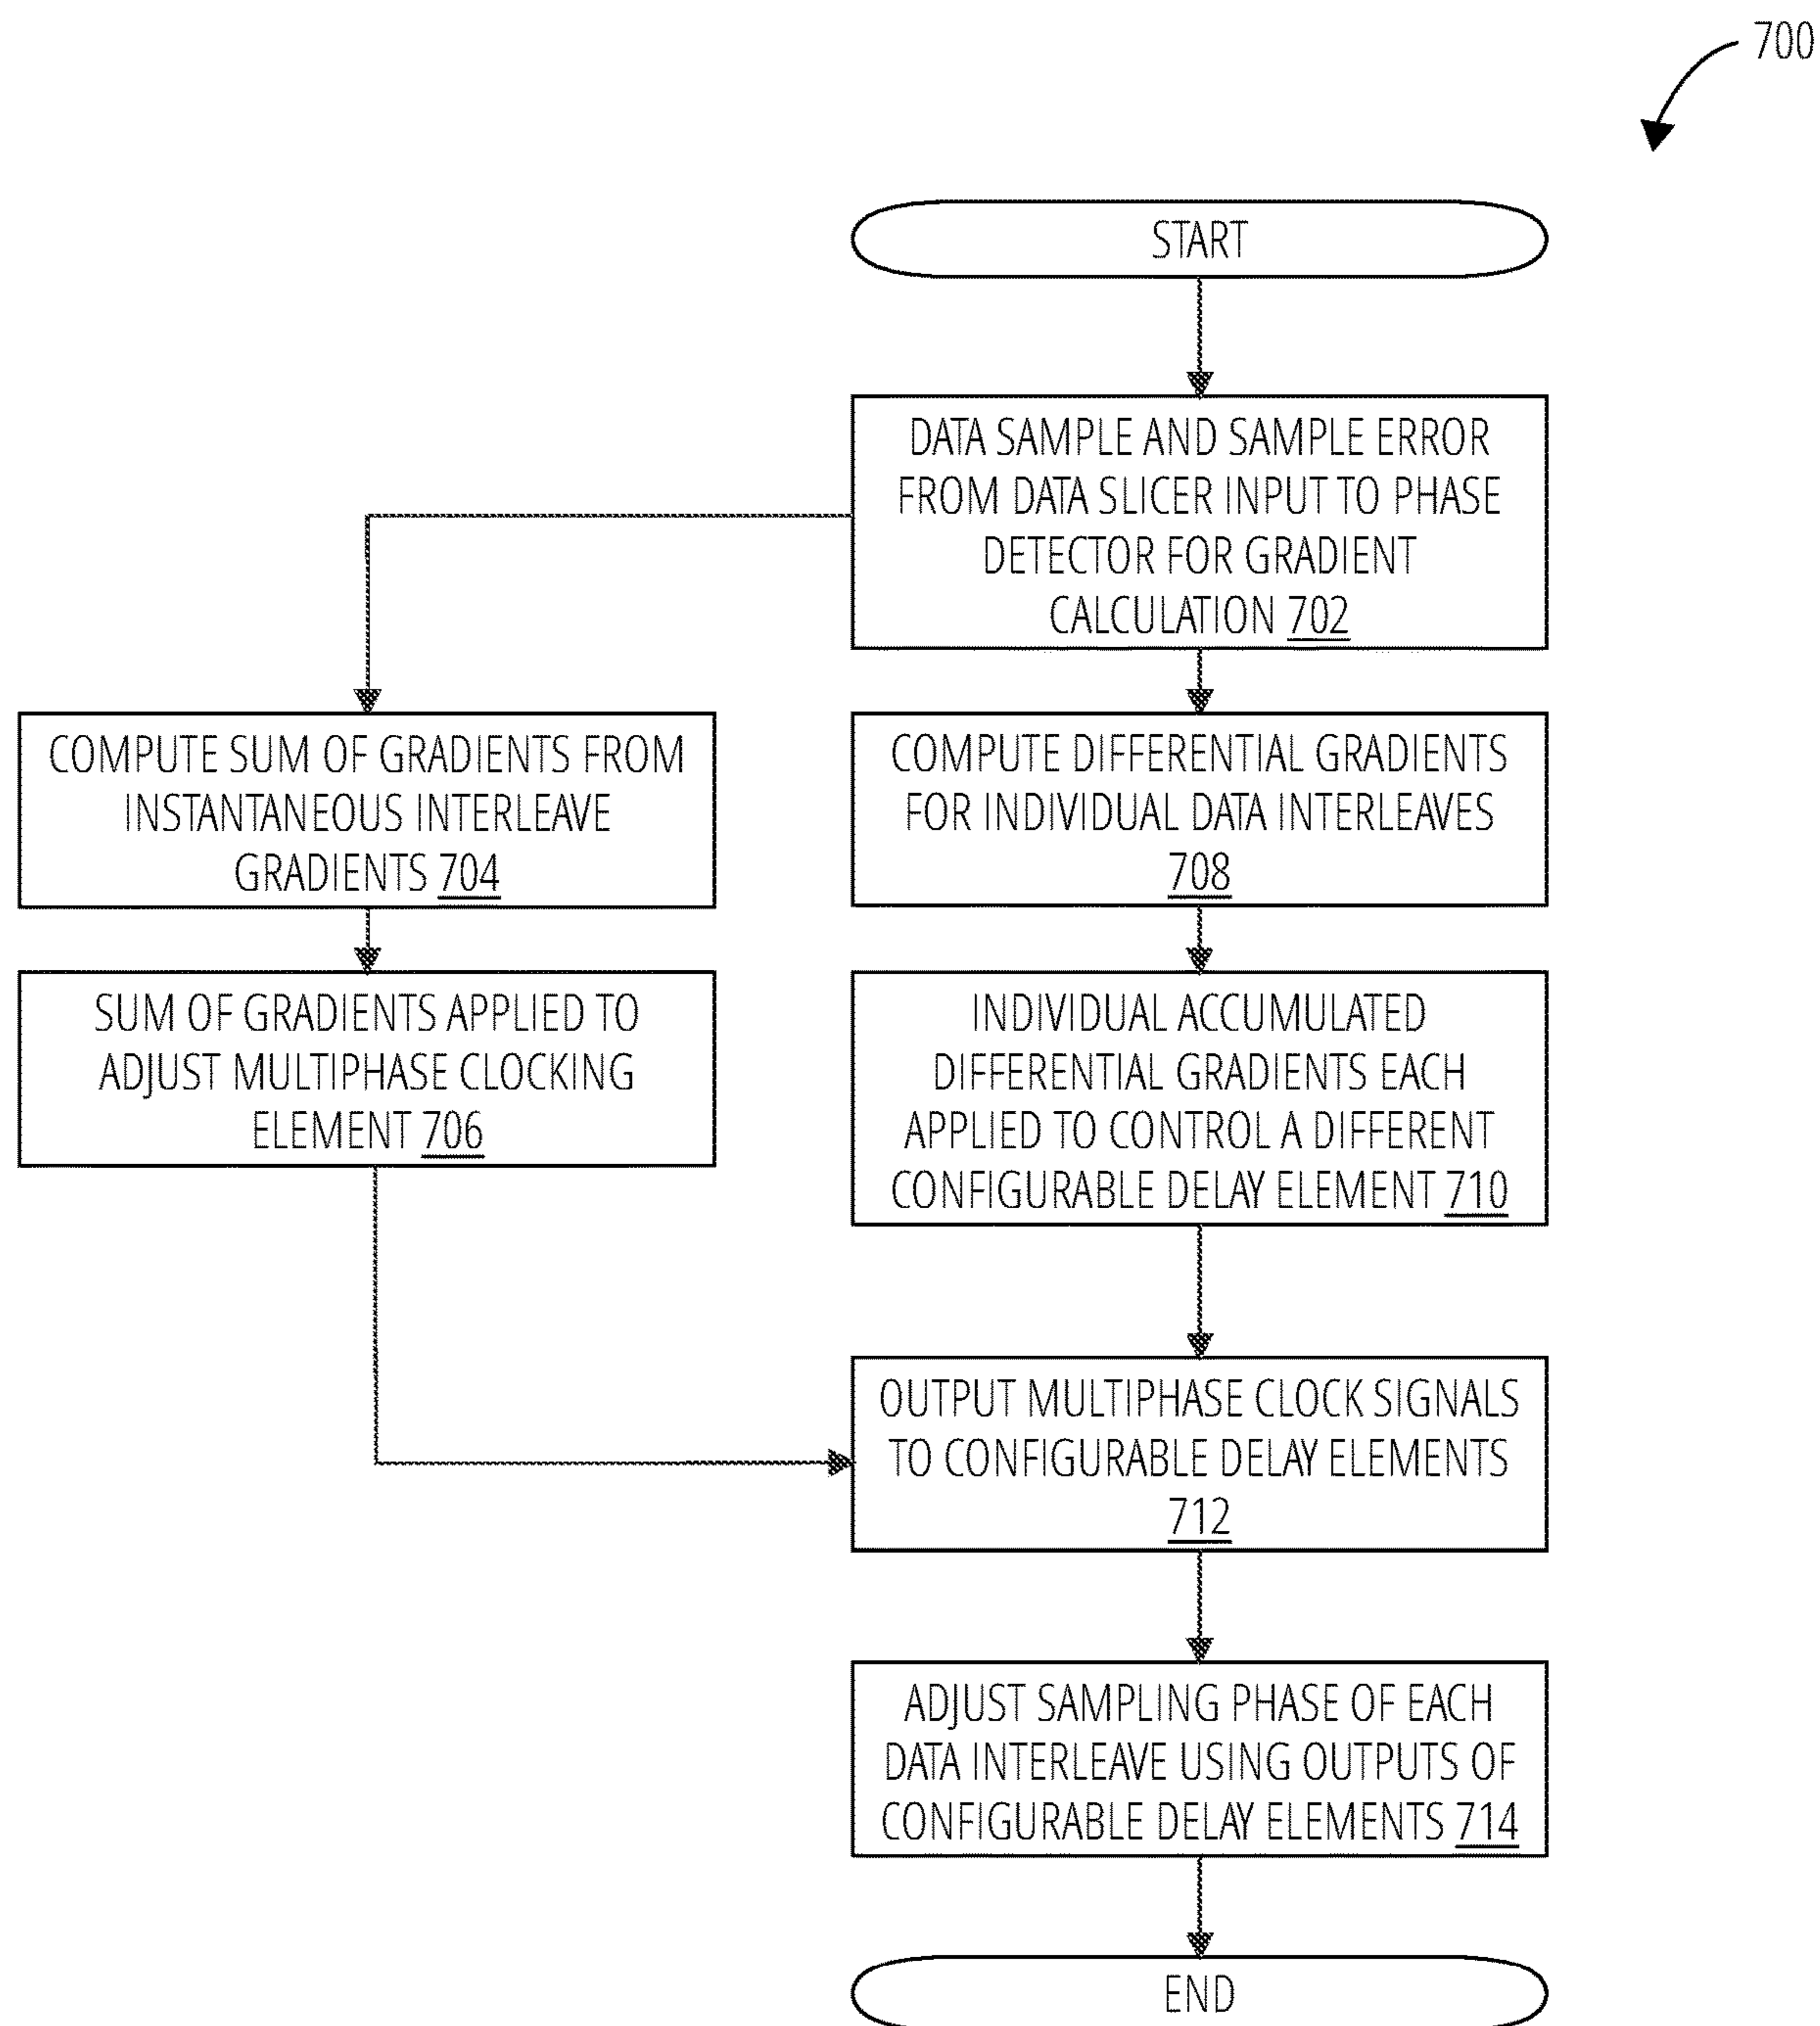 700
START
DATA SAMPLE AND SAMPLE ERROR
FROM DATA SLICER INPUT TO PHASE
DETECTOR FOR GRADIENT
CALCULATION 702
COMPUTE SUM OF GRADIENTS FROM
INSTANTANEOUS INTERLEAVE
GRADIENTS 704
COMPUTE DIFFERENTIAL GRADIENTS
FOR INDIVIDUAL DATA INTERLEAVES
708
SUM OF GRADIENTS APPLIED TO
ADJUST MULTIPHASE CLOCKING
ELEMENT 706
INDIVIDUAL ACCUMULATED
DIFFERENTIAL GRADIENTS EACH
APPLIED TO CONTROL A DIFFERENT
CONFIGURABLE DELAY ELEMENT 710
OUTPUT MULTIPHASE CLOCK SIGNALS
TO CONFIGURABLE DELAY ELEMENTS
712
ADJUST SAMPLING PHASE OF EACH
DATA INTERLEAVE USING OUTPUTS OF
CONFIGURABLE DELAY ELEMENTS 714
END